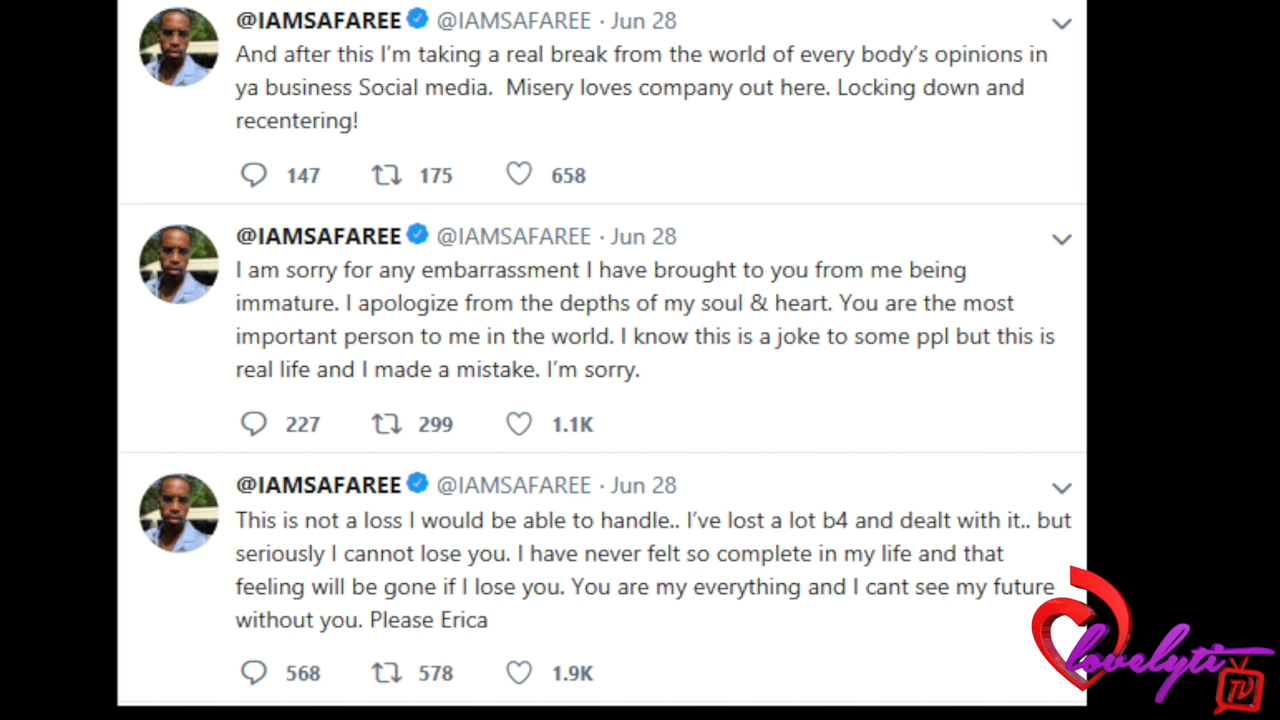 @IAMSAFAREE @IAMSAFAREE · Jun 28
And after this I'm taking a real break from the world of every body's opinions in
ya business Social media.  Misery loves company out here. Locking down and
recentering!
147 175 658
@IAMSAFAREE @IAMSAFAREE · Jun 28
I am sorry for any embarrassment I have brought to you from me being
immature. I apologize from the depths of my soul & heart. You are the most
important person to me in the world. I know this is a joke to some ppl but this is
real life and I made a mistake. I'm sorry.
227 299 1.1K
@IAMSAFAREE @IAMSAFAREE · Jun 28
This is not a loss I would be able to handle.. I've lost a lot b4 and dealt with it.. but
seriously I cannot lose you. I have never felt so complete in my life and that
feeling will be gone if I lose you. You are my everything and I cant see my future
without you. Please Erica
568 578 1.9K
lovelyti
TV